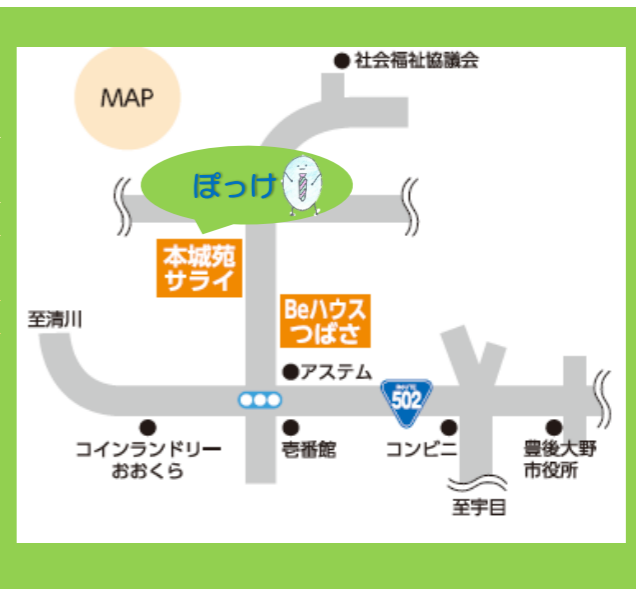 社会福祉協議会
MAP
ぽっけ
本城苑
サライ
Beハウス
つばさ
至清川
アステム
ROUTE
502
コインランドリー
おおくら
壱番館
コンビニ
豊後大野
市役所
至宇目